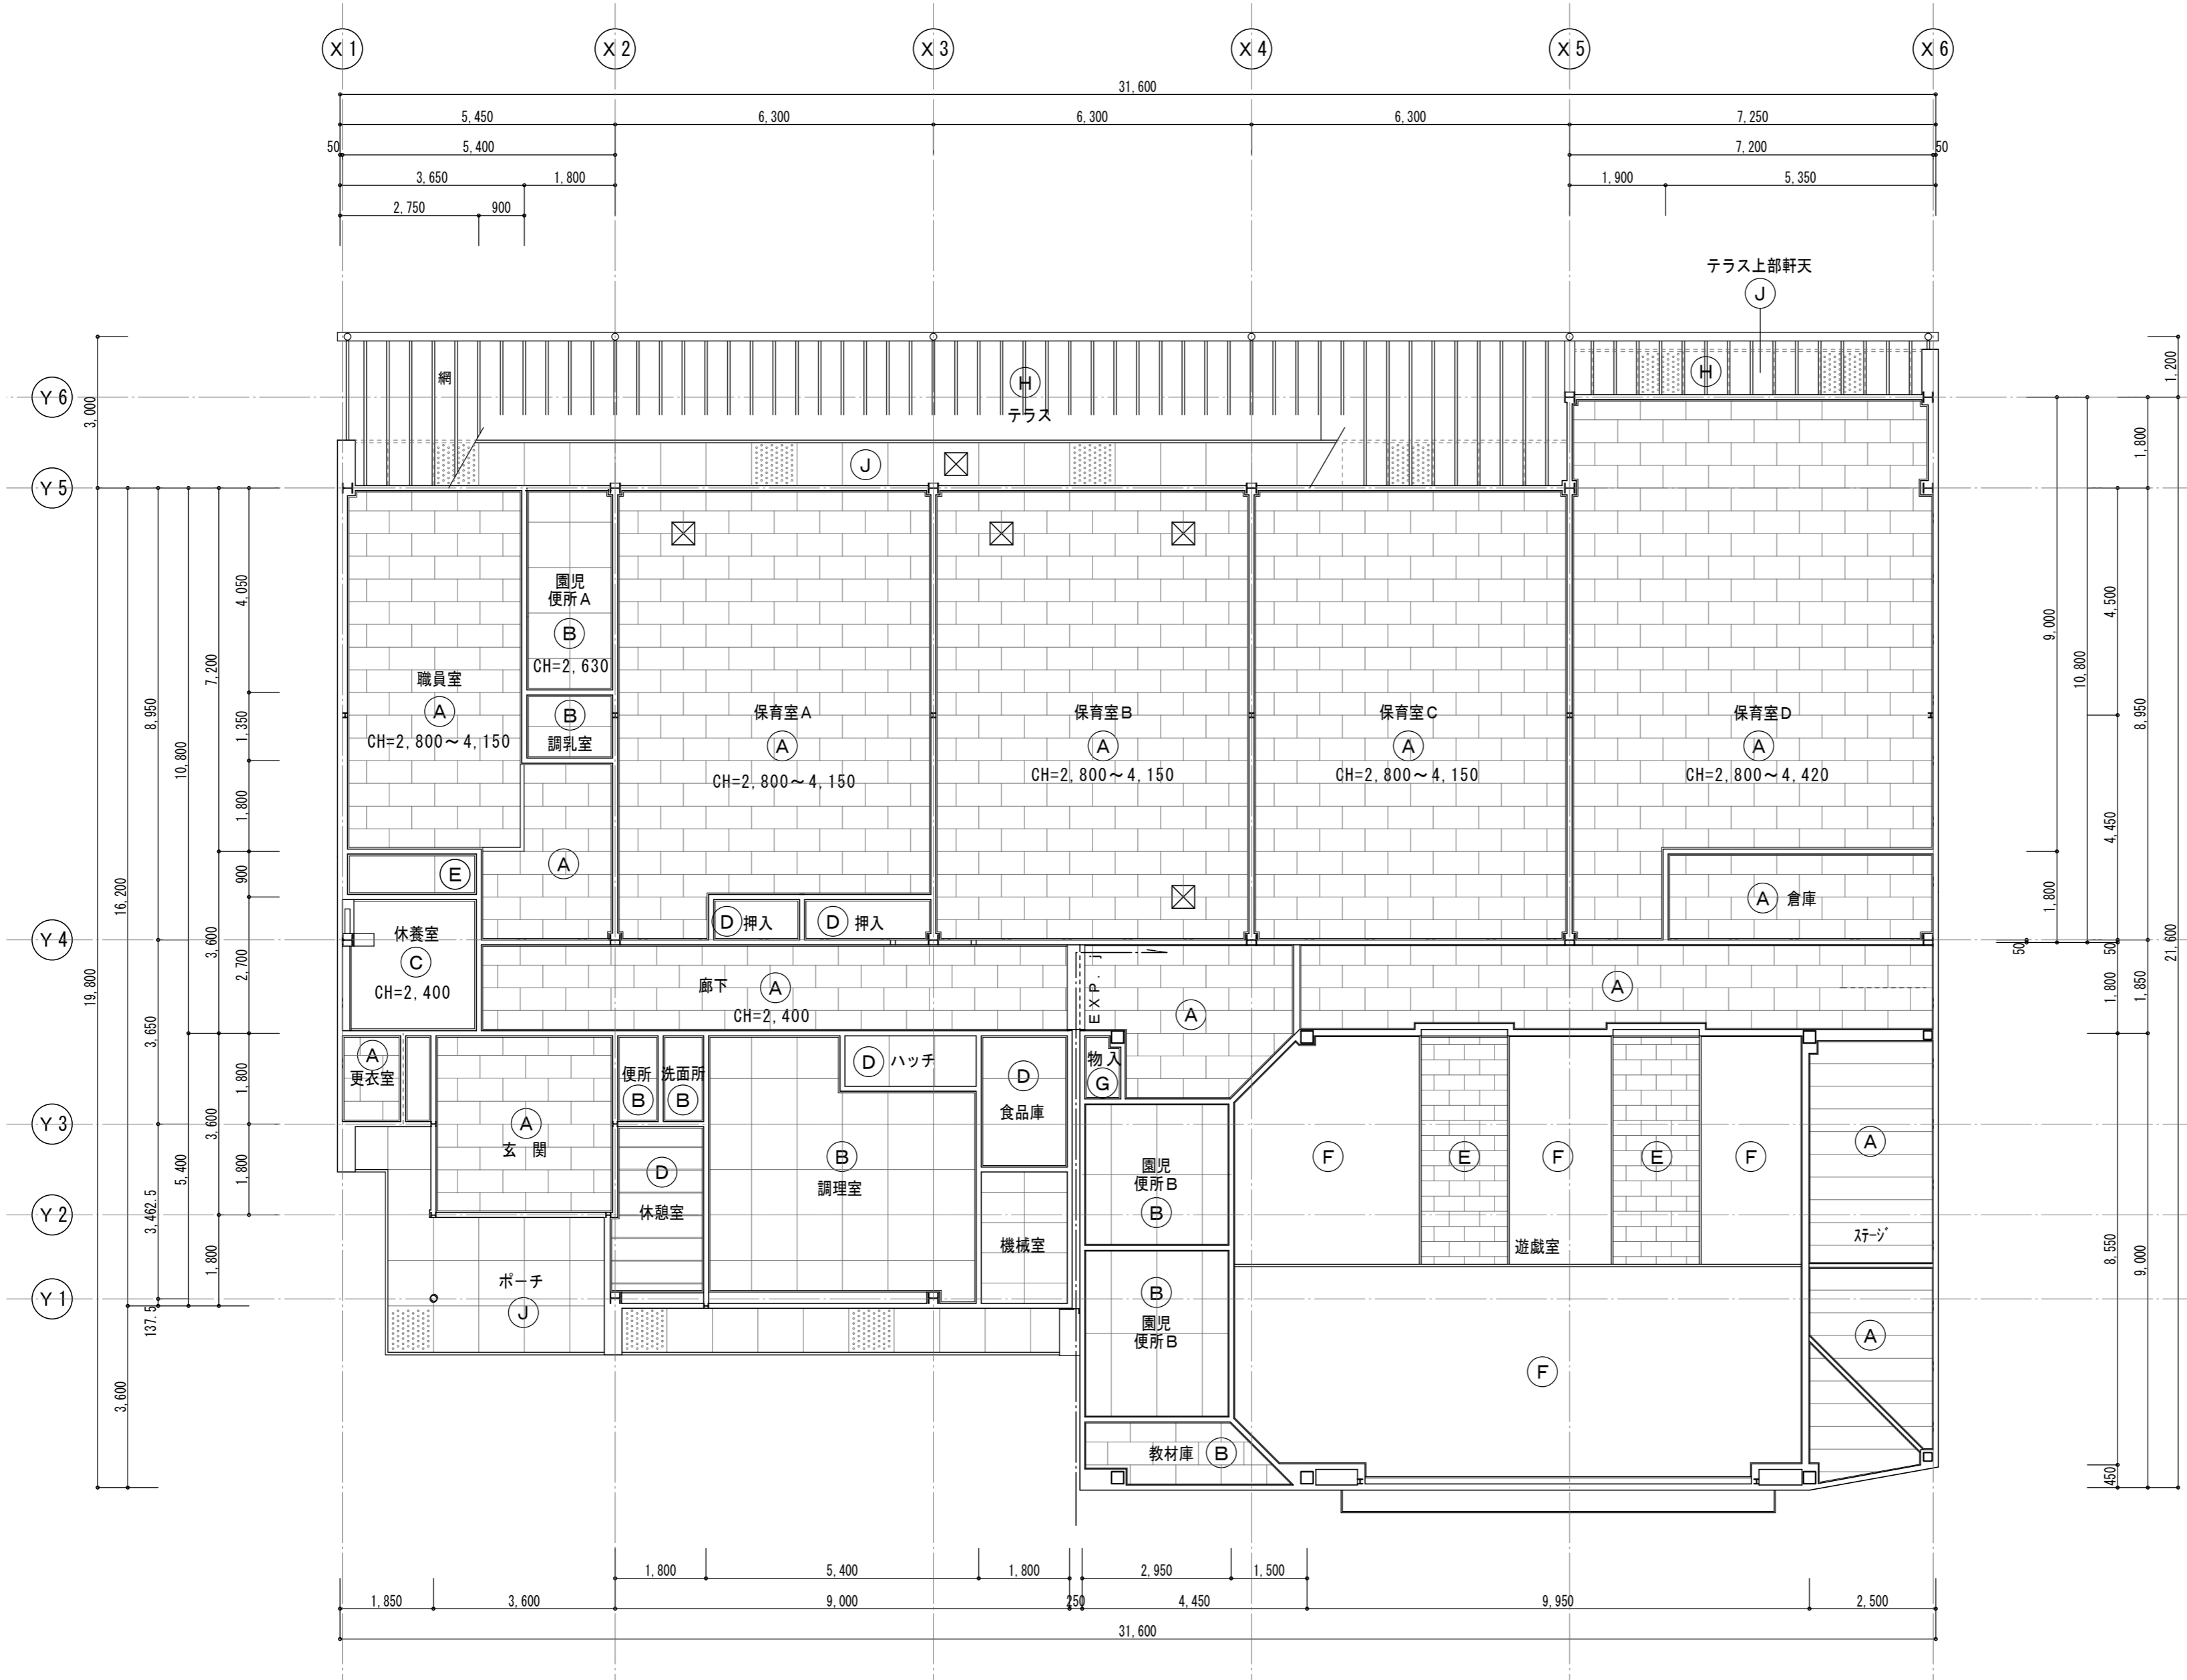 X1 X2 X3 X4 X5 X6
31,600
5,450 6,300 6,300 6,300 7,250
50 5,400 7,200 50
3,650 1,800 1,900 5,350
2,750 900
テラス上部軒天
J
Y6
Y5
Y4
Y3
Y2
Y1
網
H
テラス
H
J
園児
便所A
B
CH=2,630
職員室
A
CH=2,800～4,150
B
調乳室
保育室A
A
CH=2,800～4,150
保育室B
A
CH=2,800～4,150
保育室C
A
CH=2,800～4,150
保育室D
A
CH=2,800～4,420
A
E
D 押入
D 押入
A 倉庫
休養室
C
CH=2,400
廊下 A
CH=2,400
EXP.J
A
A
A
更衣室
A
玄 関
便所
B
洗面所
B
D ハッチ
D
食品庫
物入
G
D
休憩室
B
調理室
機械室
園児
便所B
B
B
園児
便所B
教材庫 B
F E F E F
遊戯室
F
A
ステージ
A
ポーチ
J
3,000
19,800
16,200
3,600
8,950
3,650
3,462.5
137.5
10,800
5,400
7,200
3,600
3,600
1,800
4,050
1,350
1,800
900
2,700
1,800
1,800
50
9,000
1,800
10,800
4,500
4,450
50
1,800
8,550
450
1,800
8,950
1,850
9,000
1,200
21,600
1,800 5,400 1,800 2,950 1,500
1,850 3,600 9,000 250 4,450 9,950 2,500
31,600